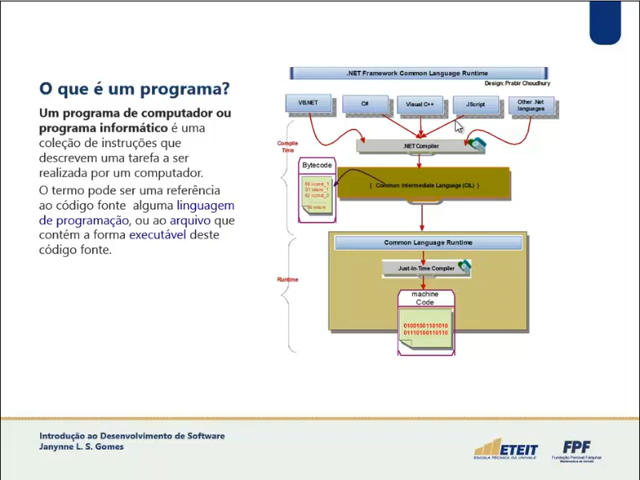 O que é um programa?
Um programa de computador ou
programa informático é uma
coleção de instruções que
descrevem uma tarefa a ser
realizada por um computador.
O termo pode ser uma referência
ao código fonte alguma linguagem
de programação, ou ao arquivo que
contém a forma executável deste
código fonte.
.NET Framework Common Language Runtime
Design: Prabir Choudhury
VB.NET
C#
Visual C++
JScript
Other .Net
languages
Compile
Time
.NET Compiler
Bytecode
{ Common Intermediate Language (CIL) }
Common Language Runtime
Runtime
Just-In-Time Compiler
machine
Code
01001001101010
01110100110110
Introdução ao Desenvolvimento de Software
Janynne L. S. Gomes
ETEIT
FPF